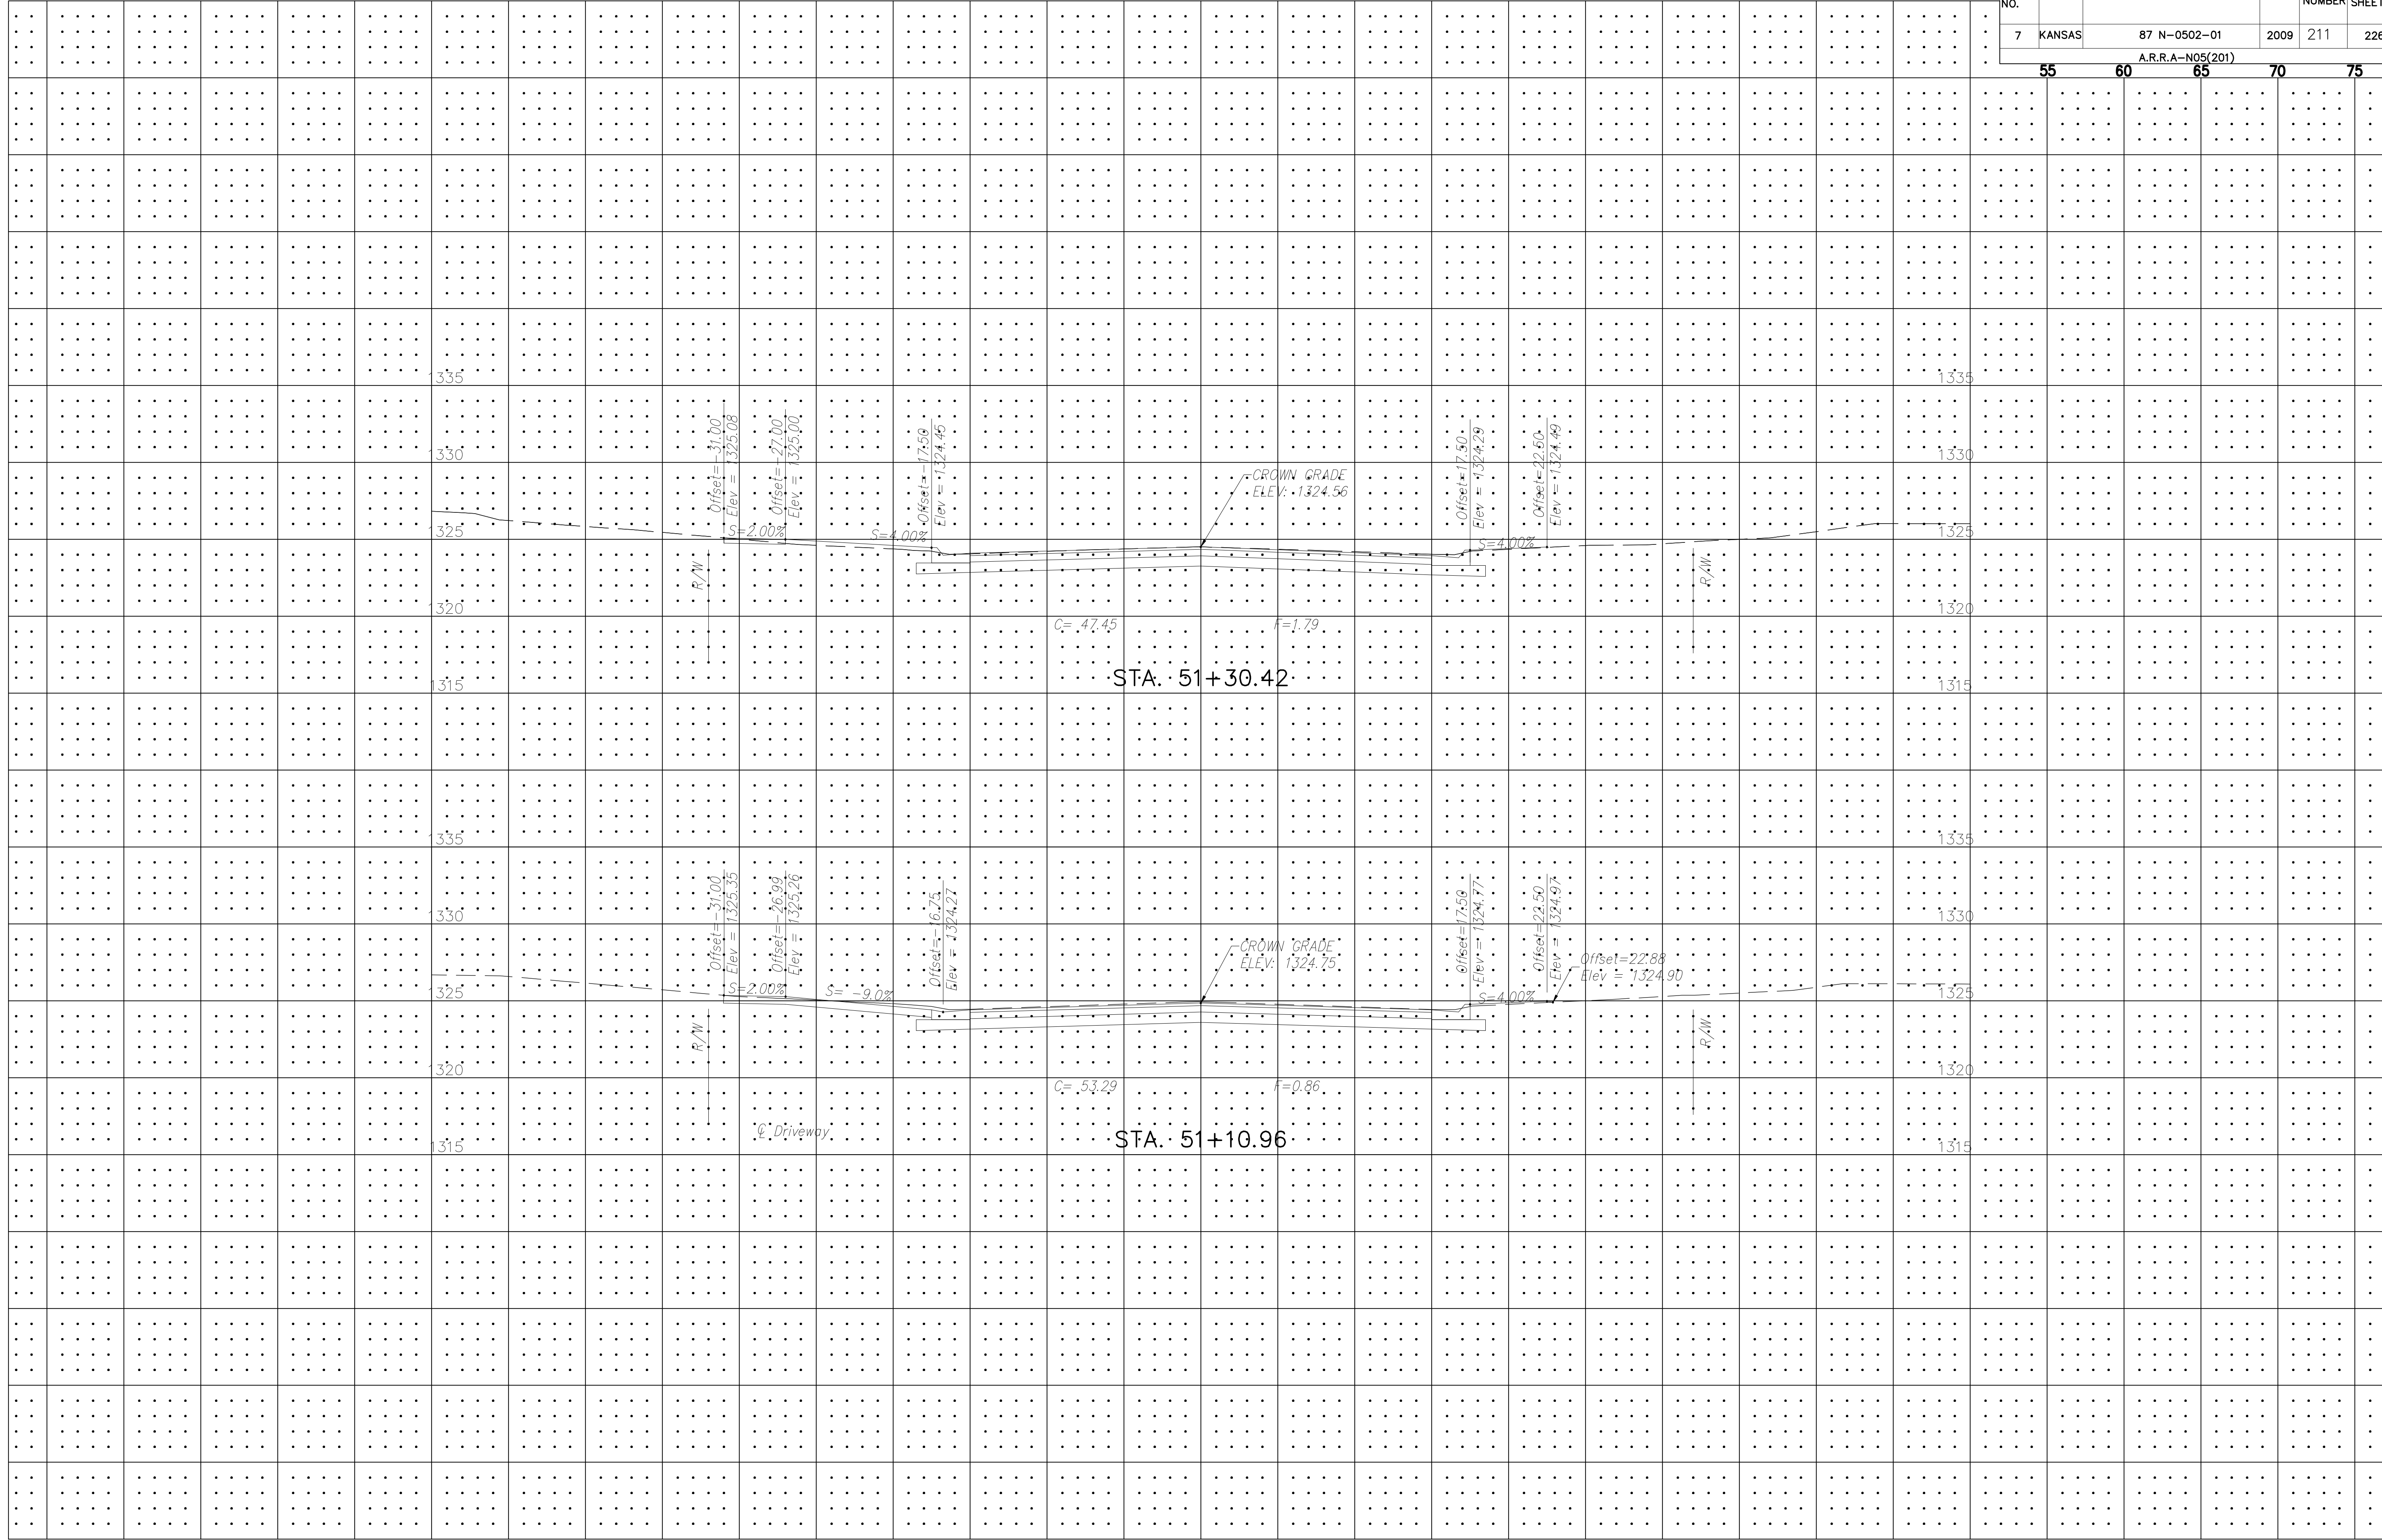 NO. NUMBER SHEET
7 KANSAS 87 N-0502-01 2009 211 226
A.R.R.A-N05(201)
55 60 65 70 75
1335 1335
Offset=-31.00
Elev = 1325.08
Offset=-27.00
Elev = 1325.00
Offset=-17.50
Elev = 1324.45
Offset=17.50
Elev = 1324.29
Offset=22.50
Elev = 1324.49
1330 1330
CROWN GRADE
ELEV: 1324.56
1325 1325
S=2.00% S=4.00% S=4.00%
R/W R/W
1320 1320
C= 47.45 F=1.79
STA. 51+30.42
1315 1315
1335 1335
Offset=-31.00
Elev = 1325.35
Offset=-26.99
Elev = 1325.26
Offset=-16.75
Elev = 1324.27
Offset=17.50
Elev = 1324.77
Offset=22.50
Elev = 1324.97
1330 1330
CROWN GRADE
ELEV: 1324.75
Offset=22.88
Elev = 1324.90
1325 1325
S=2.00% S= -9.0% S=4.00%
R/W R/W
1320 1320
C= 53.29 F=0.86
℄ Driveway
STA. 51+10.96
1315 1315